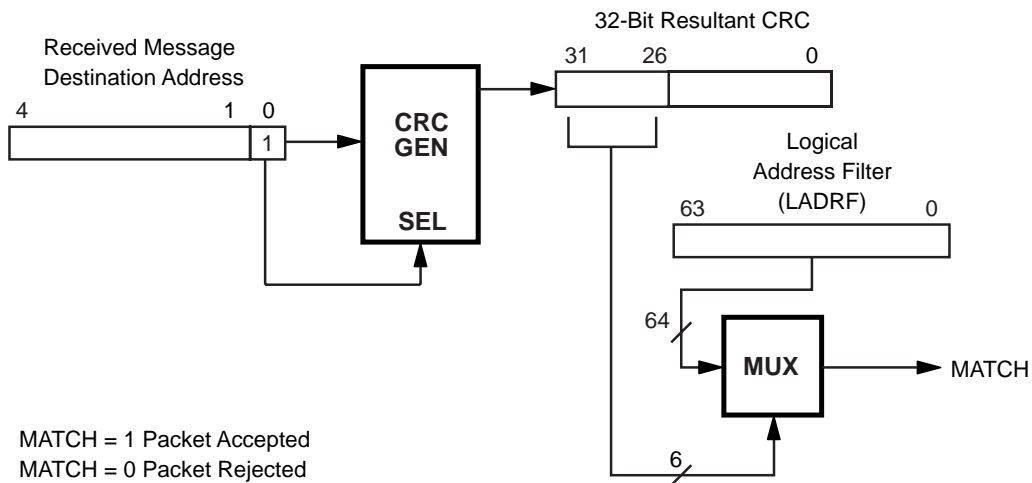 32-Bit Resultant CRC
Received Message
Destination Address
31 26 0
4 1 0
1
CRC
GEN
SEL
Logical
Address Filter
(LADRF)
63 0
64
MUX
MATCH
6
MATCH = 1 Packet Accepted
MATCH = 0 Packet Rejected